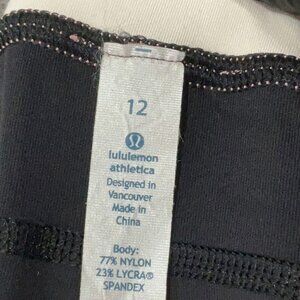 12
lululemon
athletica
Designed in
Vancouver
Made in
China
Body:
77% NYLON
23% LYCRA®
SPANDEX